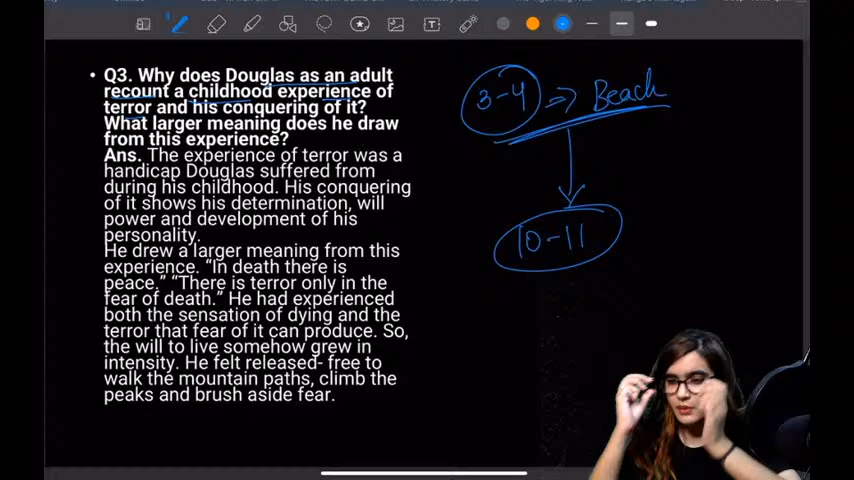 • Q3. Why does Douglas as an adult
recount a childhood experience of
terror and his conquering of it?
What larger meaning does he draw
from this experience?
Ans. The experience of terror was a
handicap Douglas suffered from
during his childhood. His conquering
of it shows his determination, will
power and development of his
personality.
He drew a larger meaning from this
experience. “In death there is
peace.” “There is terror only in the
fear of death.” He had experienced
both the sensation of dying and the
terror that fear of it can produce. So,
the will to live somehow grew in
intensity. He felt released- free to
walk the mountain paths, climb the
peaks and brush aside fear.
3-4 => Beach
10-11